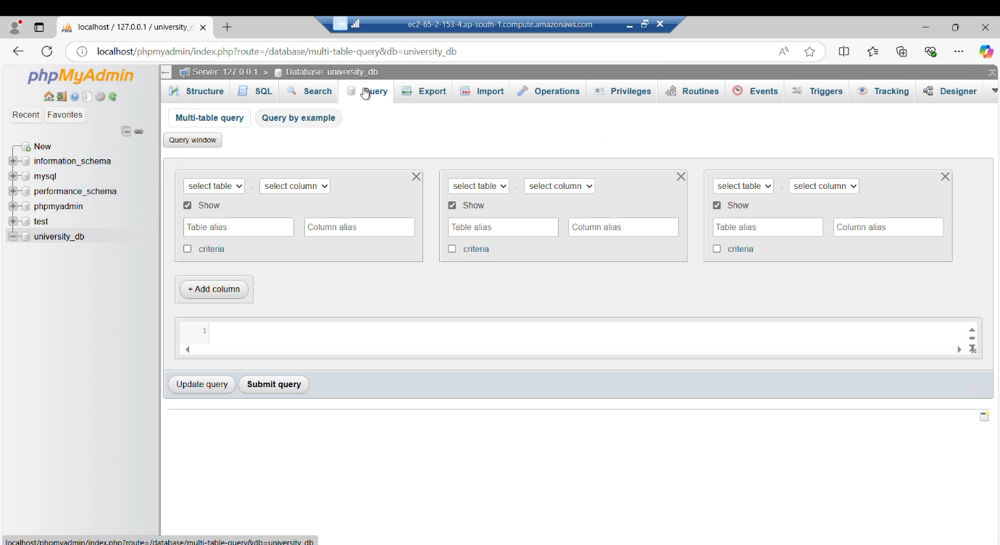 localhost / 127.0.0.1 / university_c
ec2-65-2-153-4.ap-south-1.compute.amazonaws.com
localhost/phpmyadmin/index.php?route=/database/multi-table-query&db=university_db
phpMyAdmin
Server: 127.0.0.1 » Database: university_db
Structure SQL Search Query Export Import Operations Privileges Routines Events Triggers Tracking Designer
Recent Favorites
Multi-table query Query by example
Query window
New
information_schema
mysql
performance_schema
phpmyadmin
test
university_db
select table . select column select table . select column select table . select column
Show Show Show
Table alias Column alias Table alias Column alias Table alias Column alias
criteria criteria criteria
+ Add column
1
Update query Submit query
localhost/phpmyadmin/index.php?route=/database/multi-table-query&db=university_db